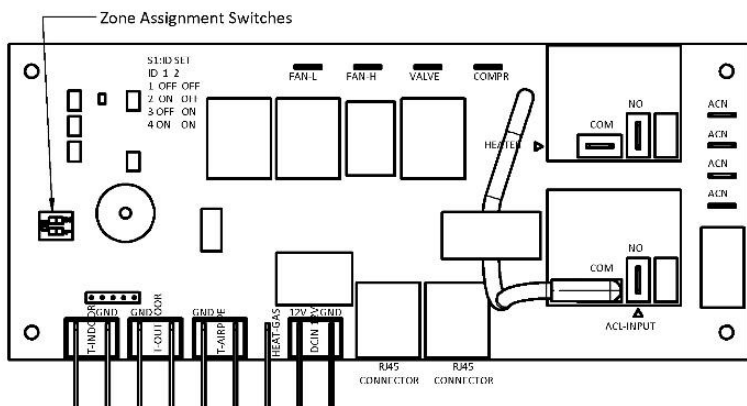 Zone Assignment Switches
S1:ID SET
ID 1 2
1 OFF OFF
2 ON OFF
3 OFF ON
4 ON ON
FAN-L
FAN-H
VALVE
COMPR
HEATER
COM
NO
ACN
ACN
ACN
ACN
COM
NO
ACL-INPUT
GND
GND
GND
12V
GND
T-INDOOR
T-OUTDOOR
T-AIRPIPE
HEAT-GAS
DCIN 12V
RJ45
CONNECTOR
RJ45
CONNECTOR